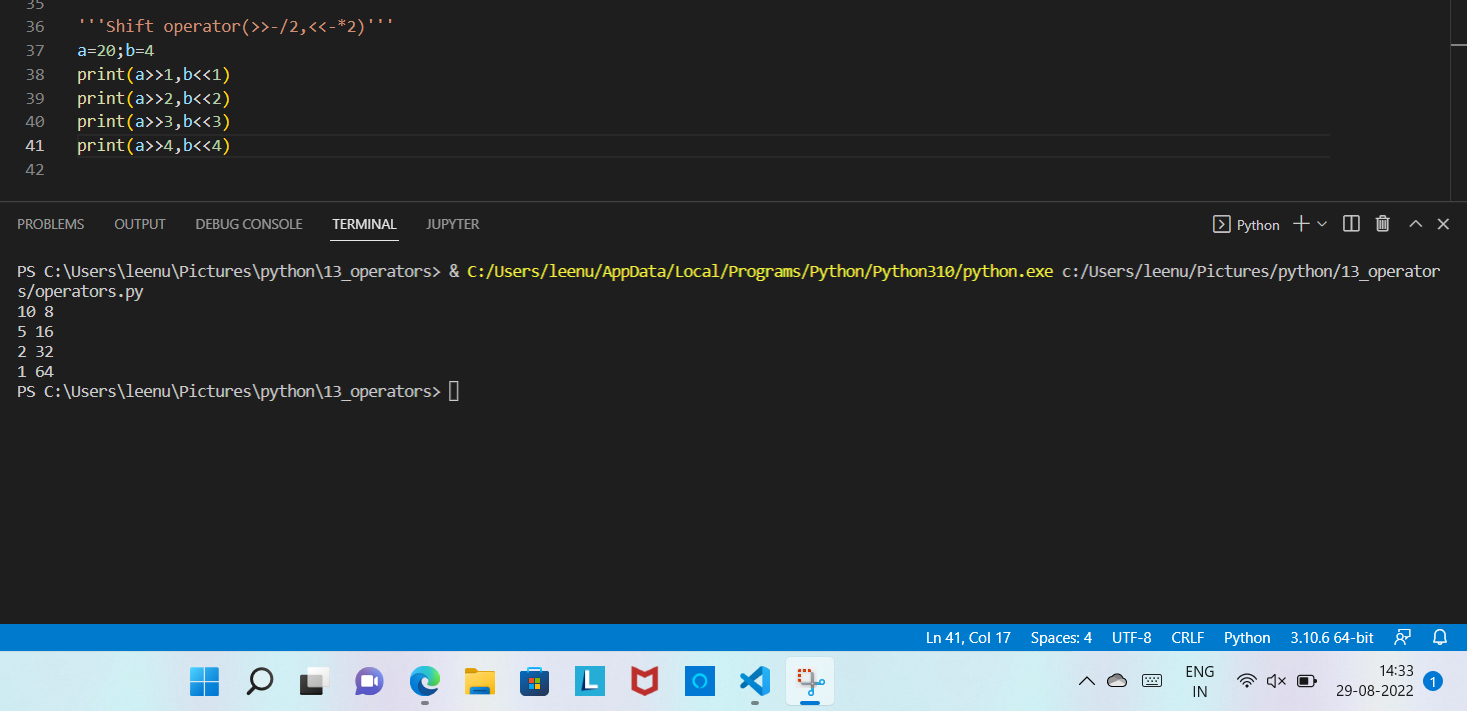 35
36 '''Shift operator(>>-/2,<<-*2)'''
37 a=20;b=4
38 print(a>>1,b<<1)
39 print(a>>2,b<<2)
40 print(a>>3,b<<3)
41 print(a>>4,b<<4)
42
PROBLEMS OUTPUT DEBUG CONSOLE TERMINAL JUPYTER Python
PS C:\Users\leenu\Pictures\python\13_operators> & C:/Users/leenu/AppData/Local/Programs/Python/Python310/python.exe c:/Users/leenu/Pictures/python/13_operator
s/operators.py
10 8
5 16
2 32
1 64
PS C:\Users\leenu\Pictures\python\13_operators>
Ln 41, Col 17 Spaces: 4 UTF-8 CRLF Python 3.10.6 64-bit
L
ENG
IN
14:33
29-08-2022
1